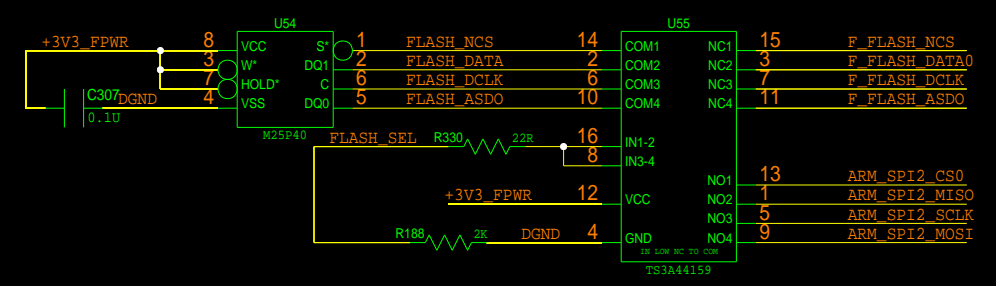 U54
U55
+3V3_FPWR 8 VCC S* 1 FLASH_NCS 14 COM1 NC1 15 F_FLASH_NCS
3 W* DQ1 2 FLASH_DATA 2 COM2 NC2 3 F_FLASH_DATA0
7 HOLD* C 6 FLASH_DCLK 6 COM3 NC3 7 F_FLASH_DCLK
C307 DGND 4 VSS DQ0 5 FLASH_ASDO 10 COM4 NC4 11 F_FLASH_ASDO
0.1U
M25P40
FLASH_SEL R330 22R 16 IN1-2
8 IN3-4
NO1 13 ARM_SPI2_CS0
+3V3_FPWR 12 VCC NO2 1 ARM_SPI2_MISO
NO3 5 ARM_SPI2_SCLK
R188 2K DGND 4 GND NO4 9 ARM_SPI2_MOSI
IN LOW NC TO COM
TS3A44159